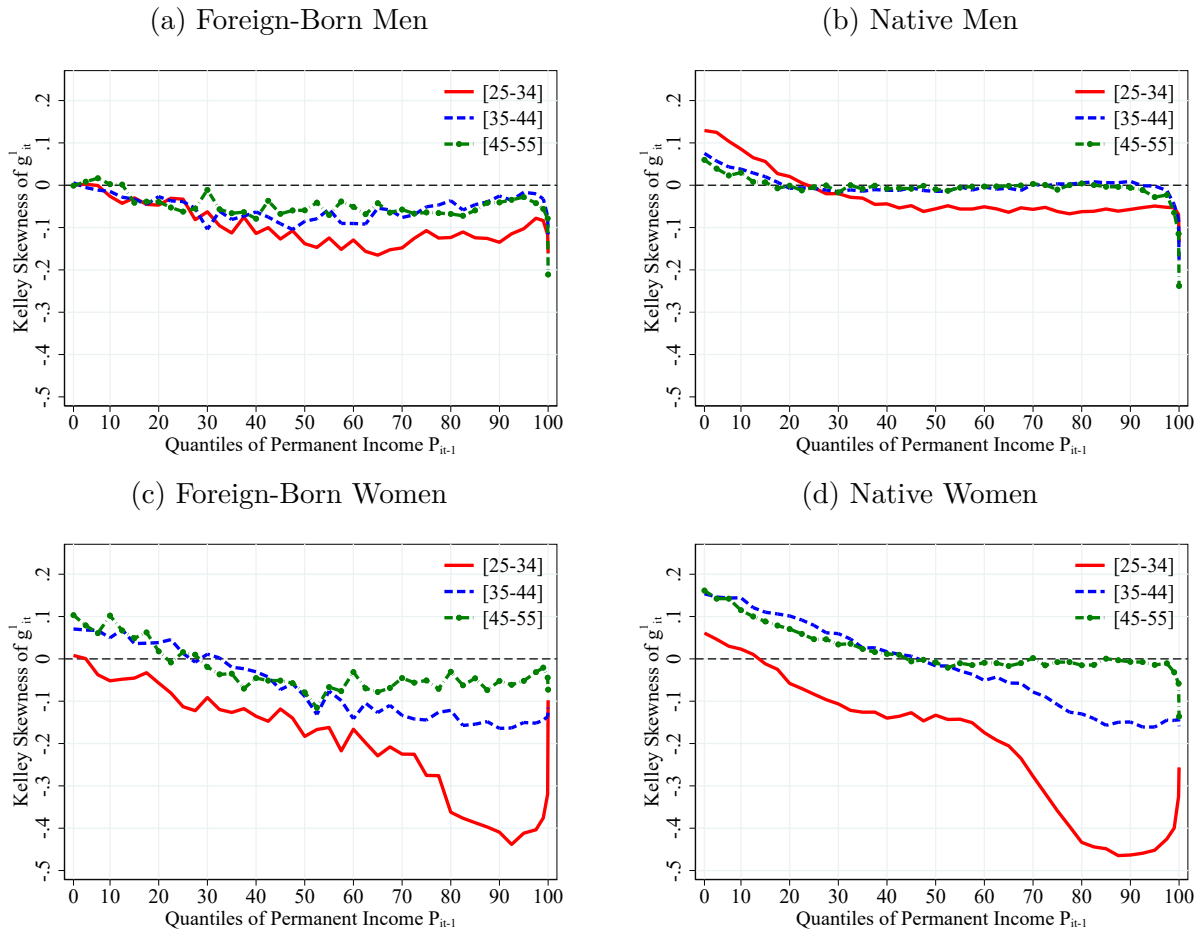 (a) Foreign-Born Men
Kelley Skewness of g¹ᵢₜ
.2
.1
0
-.1
-.2
-.3
-.4
-.5
[25-34]
[35-44]
[45-55]
0 10 20 30 40 50 60 70 80 90 100
Quantiles of Permanent Income Pᵢₜ₋₁
(b) Native Men
Kelley Skewness of g¹ᵢₜ
.2
.1
0
-.1
-.2
-.3
-.4
-.5
[25-34]
[35-44]
[45-55]
0 10 20 30 40 50 60 70 80 90 100
Quantiles of Permanent Income Pᵢₜ₋₁
(c) Foreign-Born Women
Kelley Skewness of g¹ᵢₜ
.2
.1
0
-.1
-.2
-.3
-.4
-.5
[25-34]
[35-44]
[45-55]
0 10 20 30 40 50 60 70 80 90 100
Quantiles of Permanent Income Pᵢₜ₋₁
(d) Native Women
Kelley Skewness of g¹ᵢₜ
.2
.1
0
-.1
-.2
-.3
-.4
-.5
[25-34]
[35-44]
[45-55]
0 10 20 30 40 50 60 70 80 90 100
Quantiles of Permanent Income Pᵢₜ₋₁